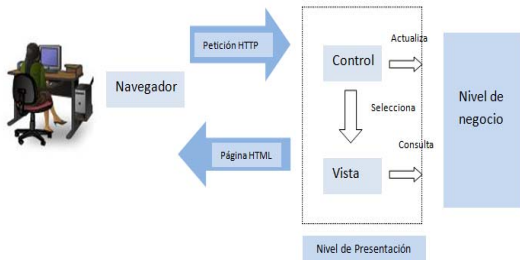 Petición HTTP
Navegador
Página HTML
Control
Actualiza
Selecciona
Vista
Consulta
Nivel de
negocio
Nivel de Presentación